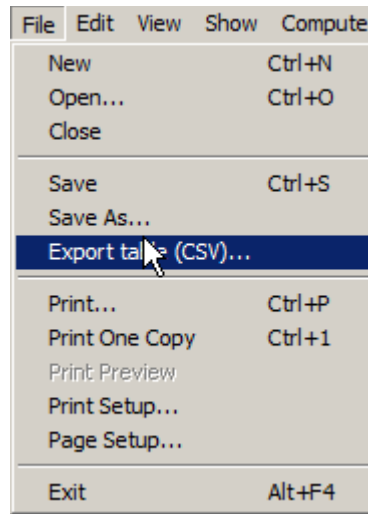 File Edit View Show Compute
New Ctrl+N
Open... Ctrl+O
Close
Save Ctrl+S
Save As...
Export table (CSV)...
Print... Ctrl+P
Print One Copy Ctrl+1
Print Preview
Print Setup...
Page Setup...
Exit Alt+F4